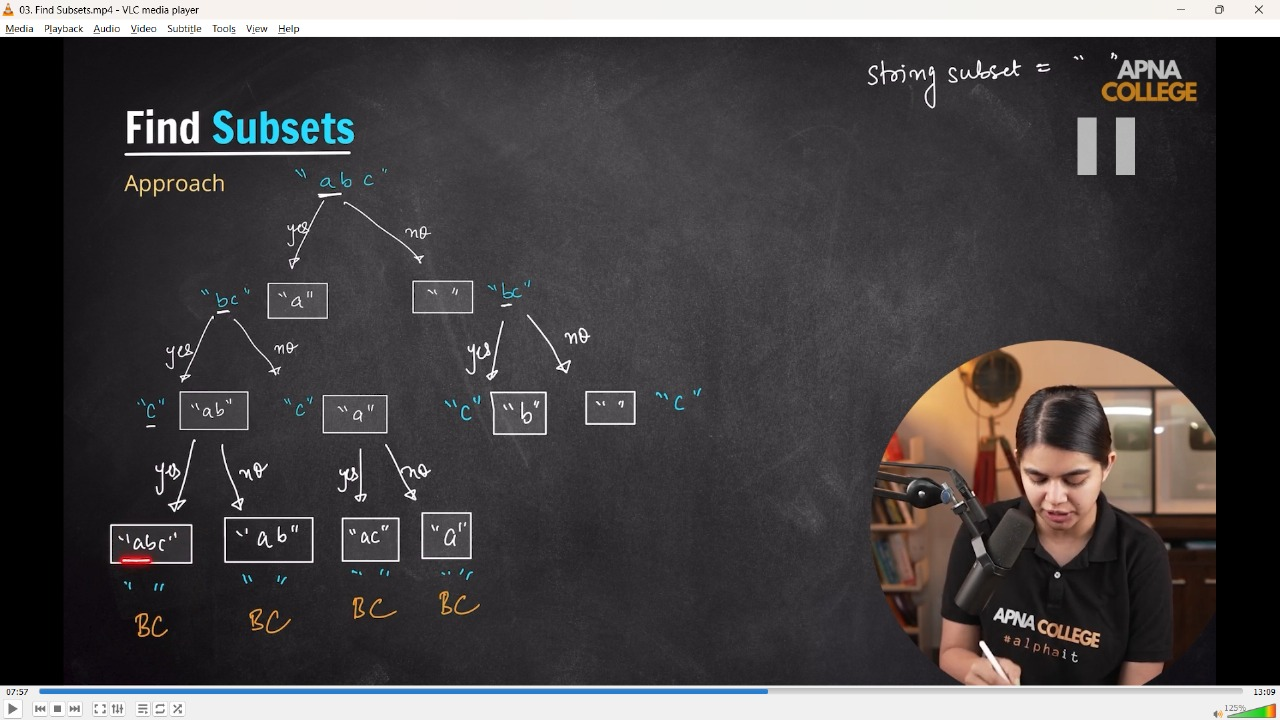 03. Find Subsets.mp4 - VLC media player
Media Playback Audio Video Subtitle Tools View Help
String subset = " "
APNA
COLLEGE
Find Subsets
Approach
"abc"
yes no
"bc" "a" " " "bc"
yes no yes no
"c" "ab" "c" "a" "c" "b" " " "c"
yes no yes no
"abc" "ab" "ac" "a"
" " " " " " " "
BC BC BC BC
APNA COLLEGE
#alphait
07:57 13:09
125%